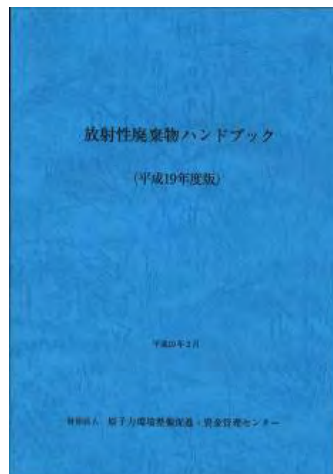 放射性廃棄物ハンドブック
(平成19年度版)
平成20年2月
財団法人 原子力環境整備促進・資金管理センター